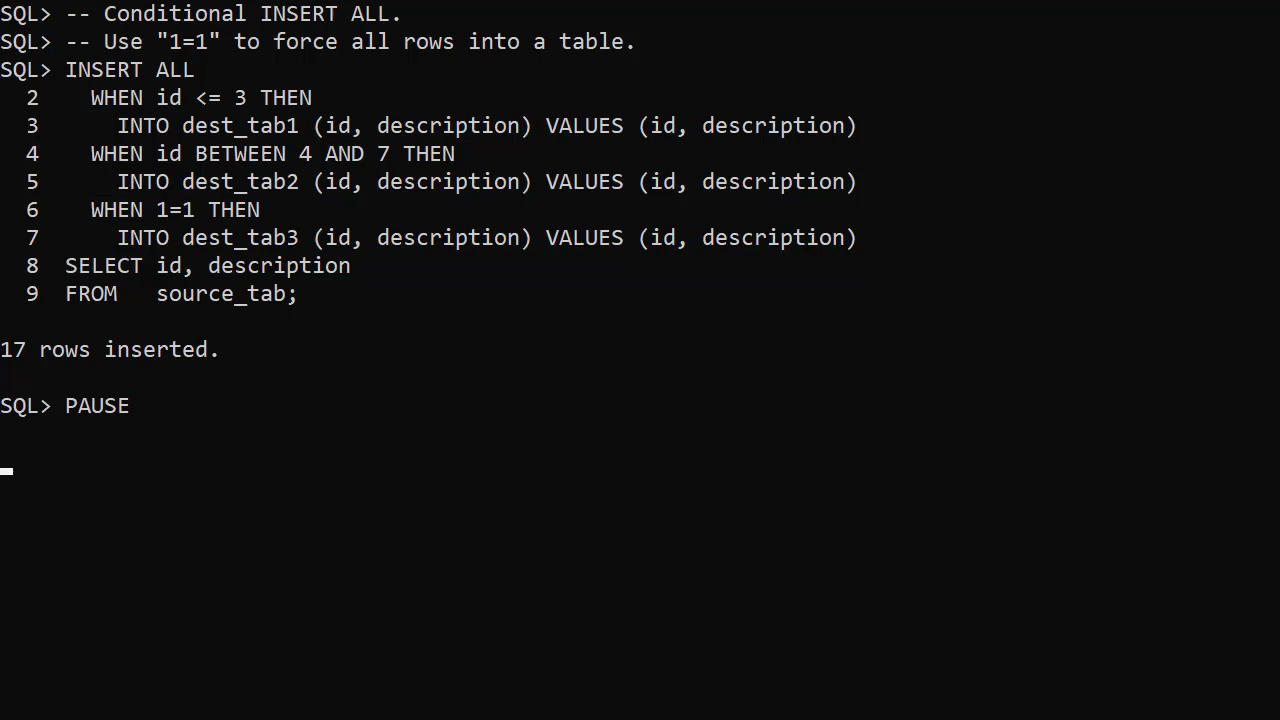 SQL> -- Conditional INSERT ALL.
SQL> -- Use "1=1" to force all rows into a table.
SQL> INSERT ALL
  2    WHEN id <= 3 THEN
  3      INTO dest_tab1 (id, description) VALUES (id, description)
  4    WHEN id BETWEEN 4 AND 7 THEN
  5      INTO dest_tab2 (id, description) VALUES (id, description)
  6    WHEN 1=1 THEN
  7      INTO dest_tab3 (id, description) VALUES (id, description)
  8  SELECT id, description
  9  FROM   source_tab;
17 rows inserted.
SQL> PAUSE